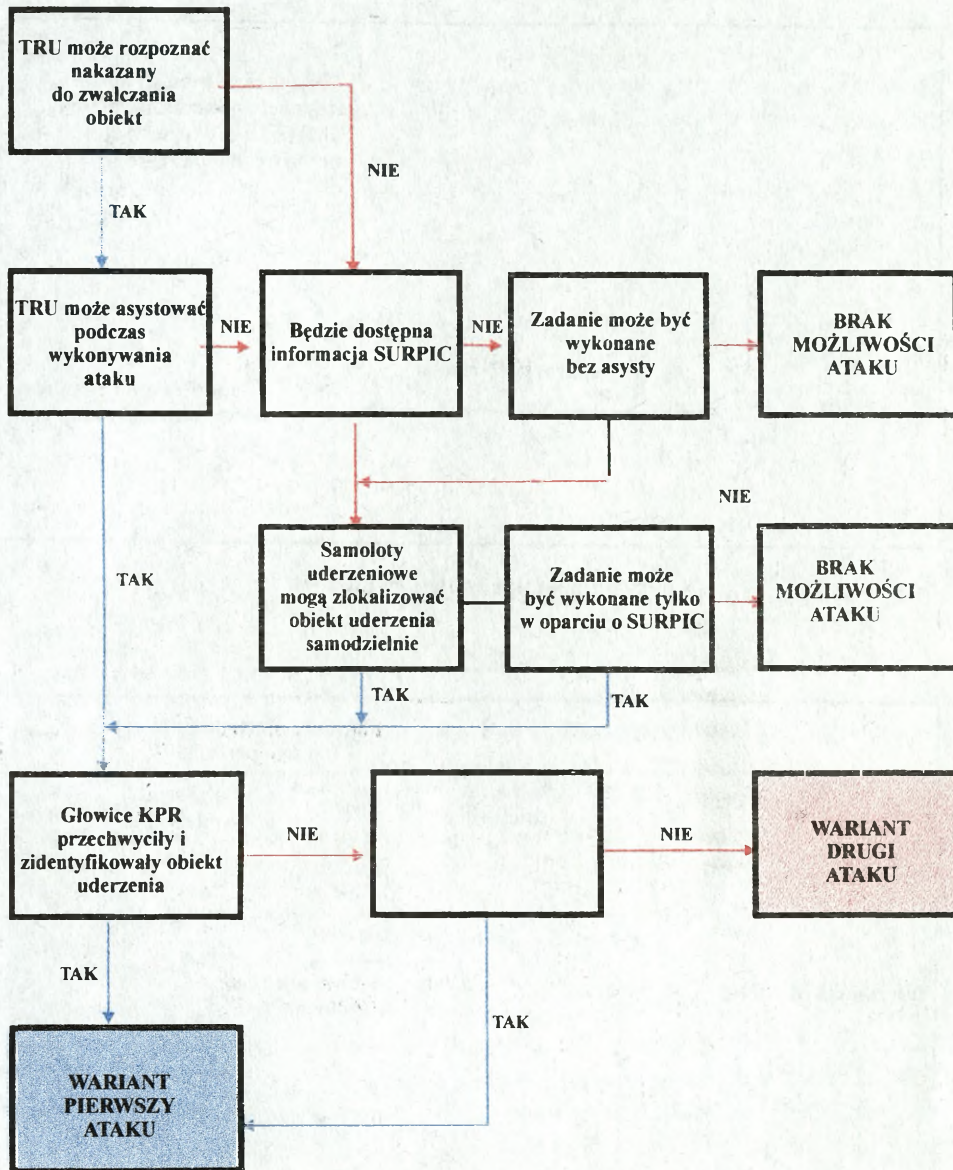 TRU może rozpoznać
nakazany
do zwalczania
obiekt
NIE
TAK
TRU może asystować
podczas
wykonywania
ataku
NIE
Będzie dostępna
informacja SURPIC
NIE
Zadanie może być
wykonane
bez asysty
BRAK
MOŻLIWOŚCI
ATAKU
NIE
TAK
Samoloty
uderzeniowe
mogą zlokalizować
obiekt uderzenia
samodzielnie
Zadanie może
być wykonane tylko
w oparciu o SURPIC
BRAK
MOŻLIWOŚCI
ATAKU
TAK
TAK
Głowice KPR
przechwyciły i
zidentyfikowały obiekt
uderzenia
NIE
NIE
WARIANT
DRUGI
ATAKU
TAK
TAK
WARIANT
PIERWSZY
ATAKU